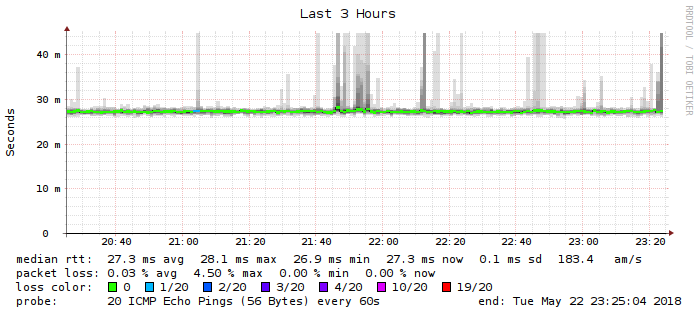 Last 3 Hours
RRDTOOL / TOBI OETIKER
Seconds
40 m
30 m
20 m
10 m
0
20:40 21:00 21:20 21:40 22:00 22:20 22:40 23:00 23:20
median rtt: 27.3 ms avg 28.1 ms max 26.9 ms min 27.3 ms now 0.1 ms sd 183.4 am/s
packet loss: 0.03 % avg 4.50 % max 0.00 % min 0.00 % now
loss color: 0 1/20 2/20 3/20 4/20 10/20 19/20
probe: 20 ICMP Echo Pings (56 Bytes) every 60s end: Tue May 22 23:25:04 2018